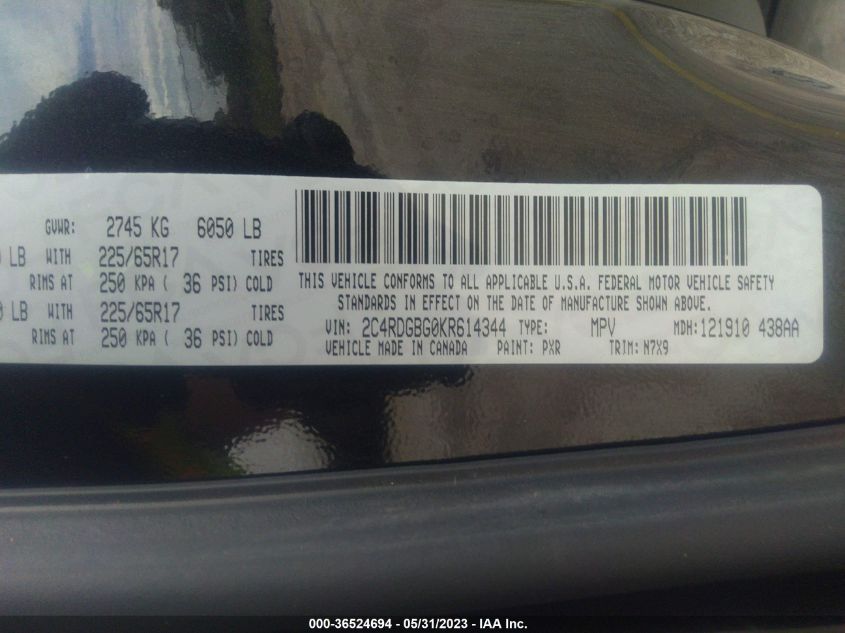 GVWR: 2745 KG 6050 LB
LB WITH 225/65R17 TIRES
RIMS AT 250 KPA ( 36 PSI) COLD
LB WITH 225/65R17 TIRES
RIMS AT 250 KPA ( 36 PSI) COLD
THIS VEHICLE CONFORMS TO ALL APPLICABLE U.S.A. FEDERAL MOTOR VEHICLE SAFETY
STANDARDS IN EFFECT ON THE DATE OF MANUFACTURE SHOWN ABOVE.
VIN: 2C4RDGBG0KR614344 TYPE: MPV MDH: 121910 438AA
VEHICLE MADE IN CANADA PAINT: PXR TRIM: N7X9
000-36524694 - 05/31/2023 - IAA Inc.